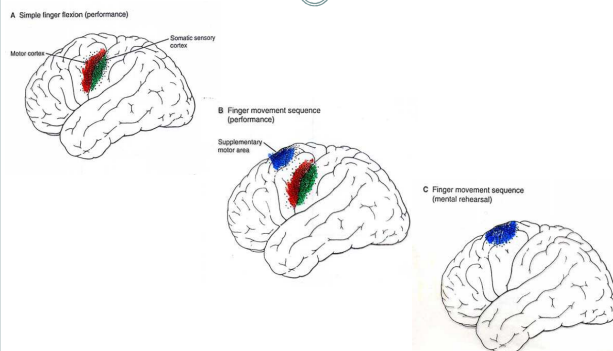 A Simple finger flexion (performance)
Motor cortex
Somatic sensory
cortex
B Finger movement sequence
(performance)
Supplementary
motor area
C Finger movement sequence
(mental rehearsal)